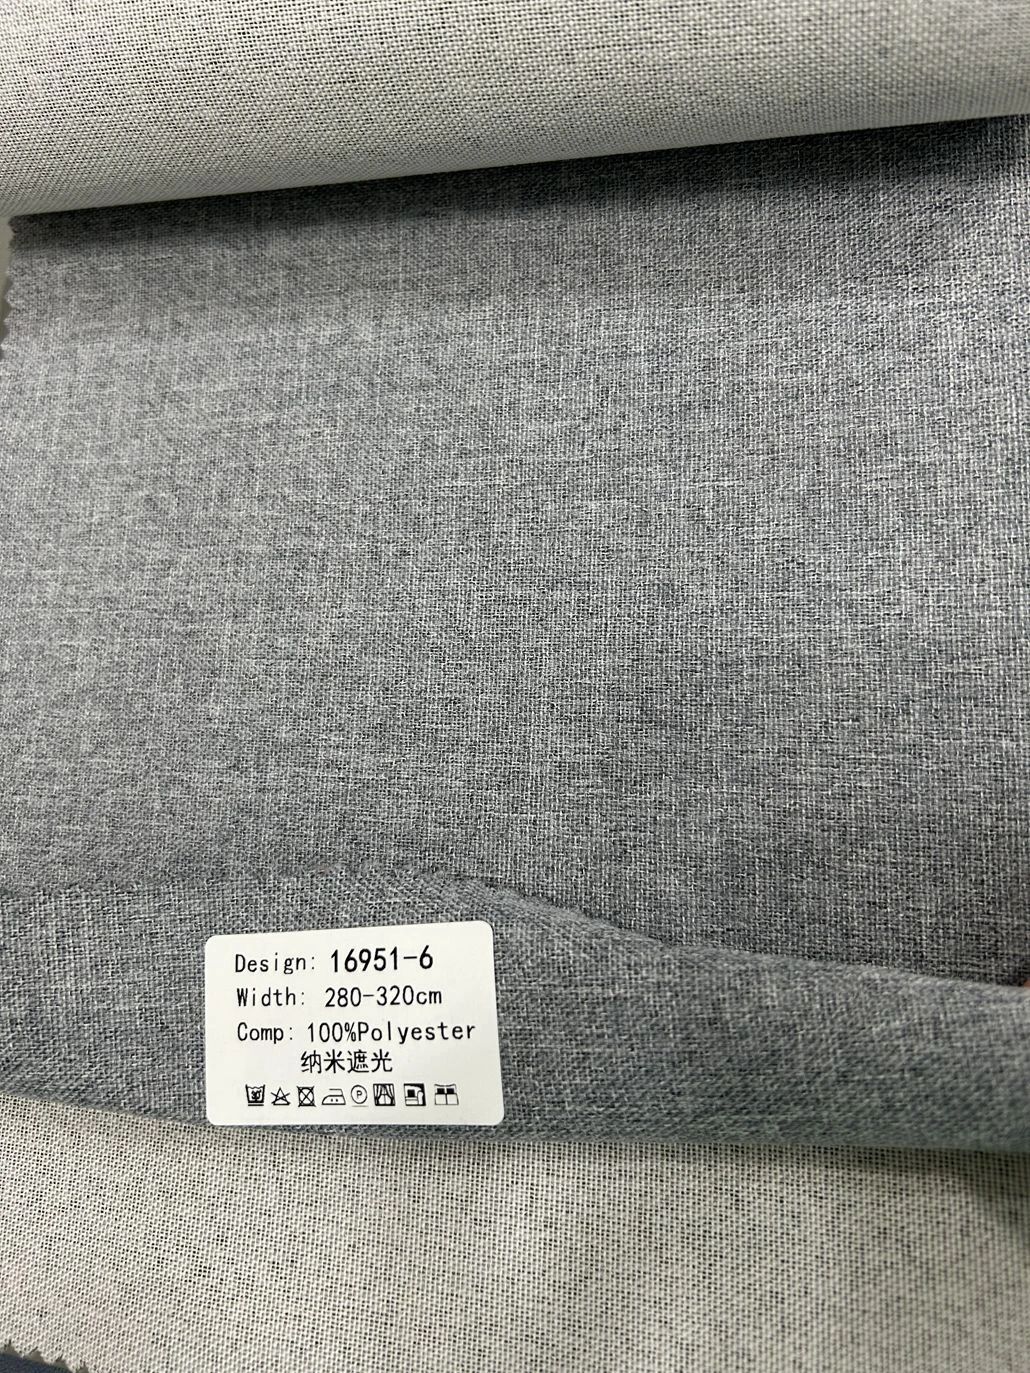 Design: 16951-6
Width: 280-320cm
Comp: 100%Polyester
纳米遮光
P